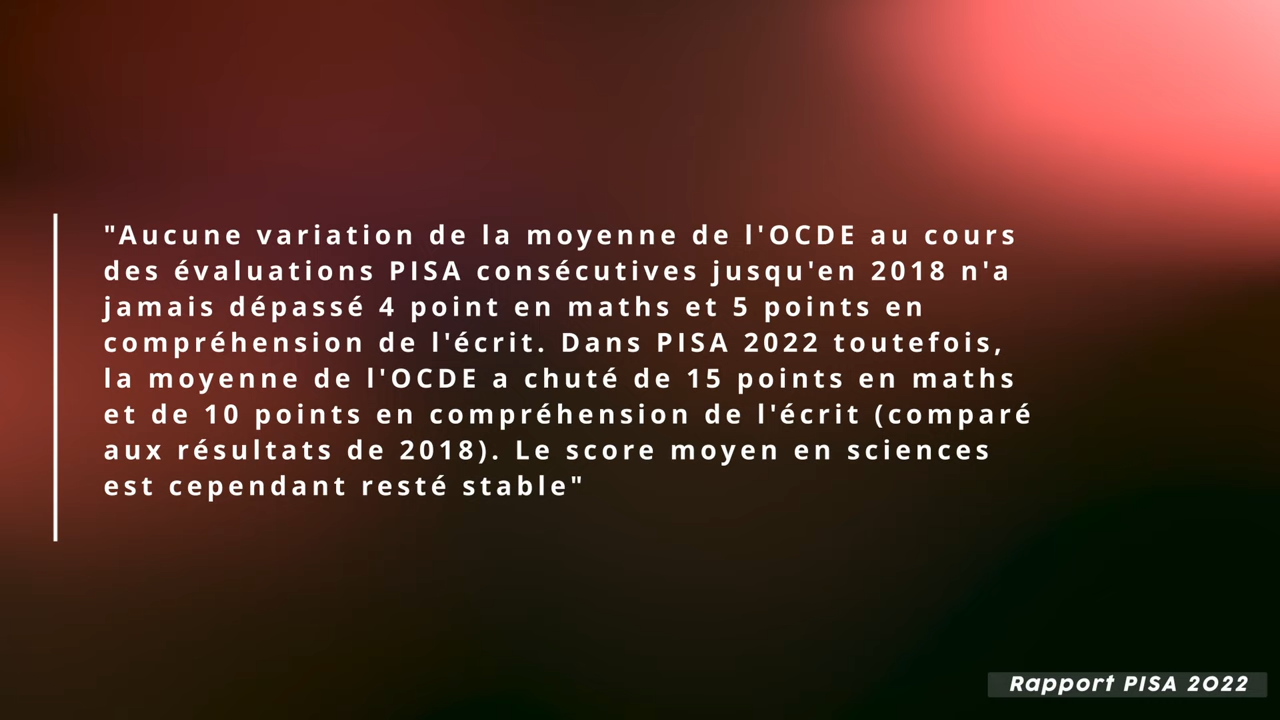 "Aucune variation de la moyenne de l'OCDE au cours
des évaluations PISA consécutives jusqu'en 2018 n'a
jamais dépassé 4 point en maths et 5 points en
compréhension de l'écrit. Dans PISA 2022 toutefois,
la moyenne de l'OCDE a chuté de 15 points en maths
et de 10 points en compréhension de l'écrit (comparé
aux résultats de 2018). Le score moyen en sciences
est cependant resté stable"
Rapport PISA 2022